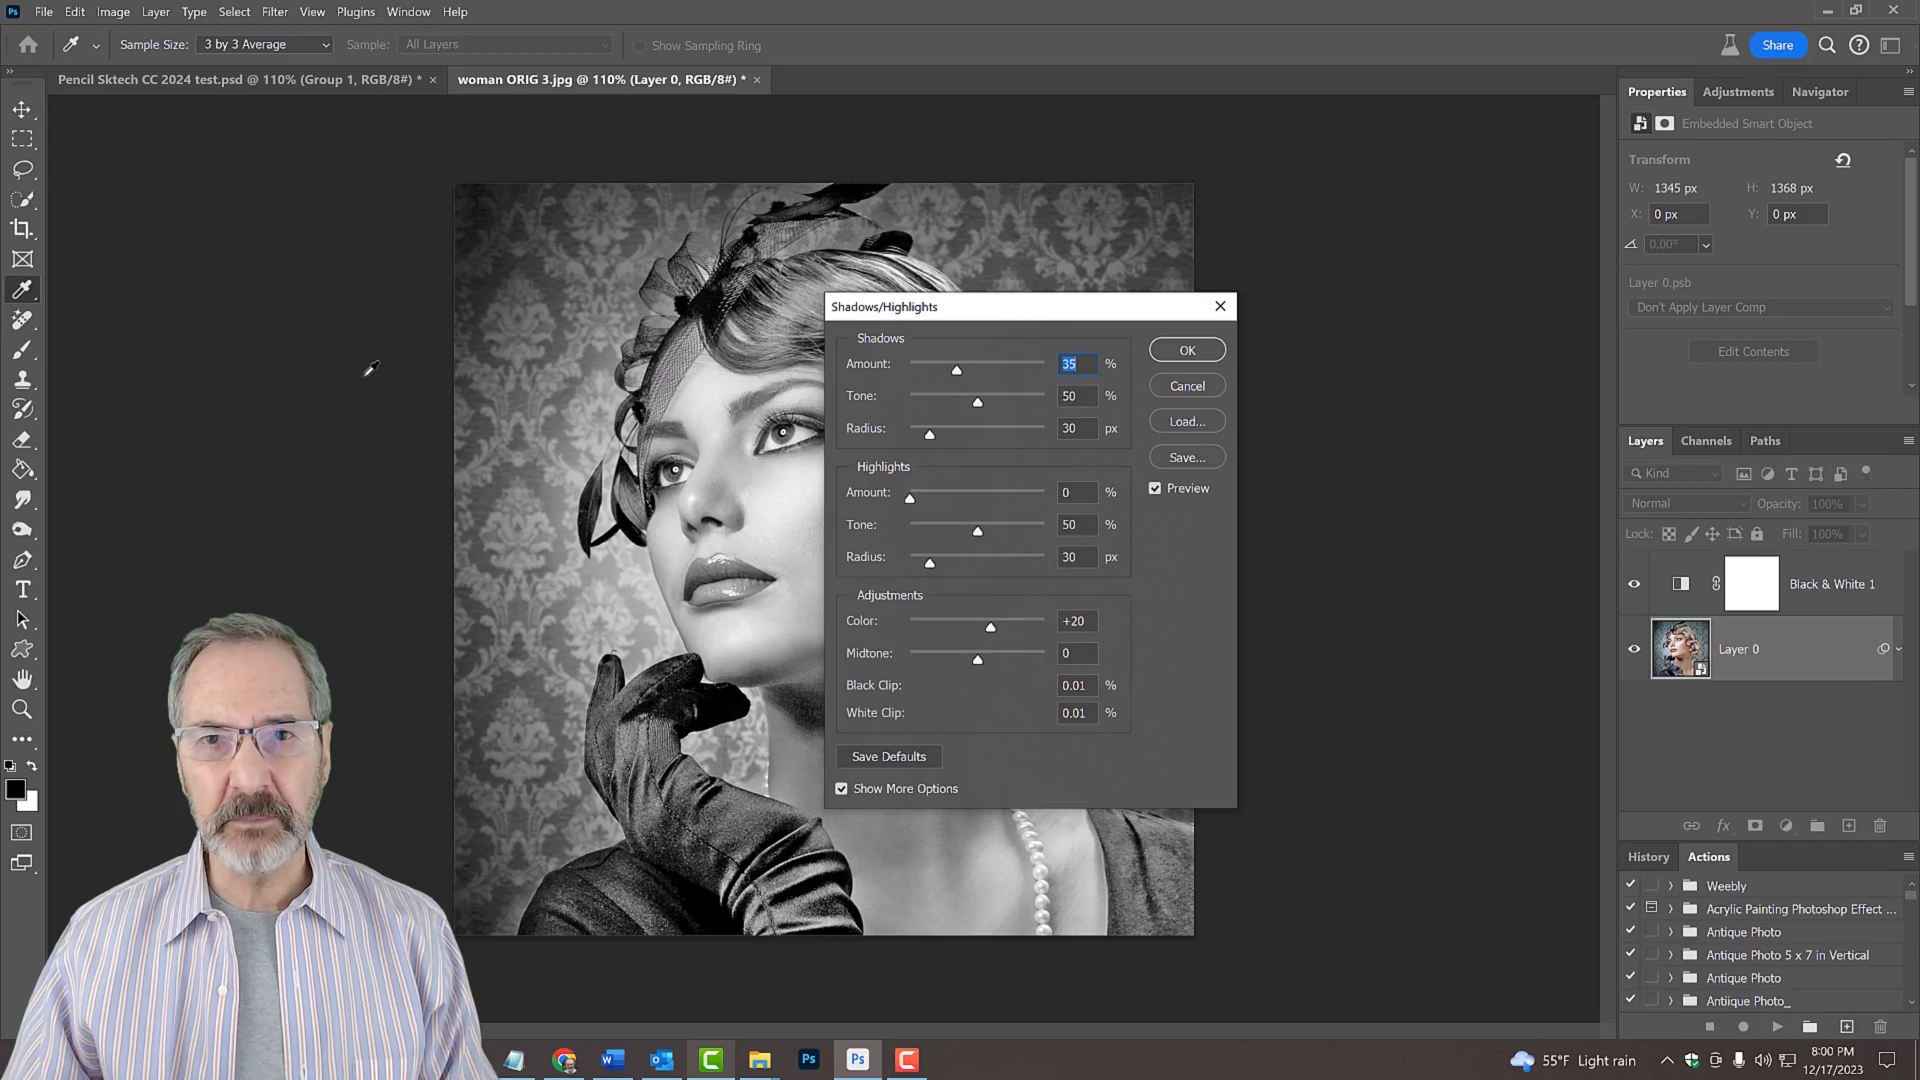 Ps File Edit Image Layer Type Select Filter View Plugins Window Help
Sample Size: 3 by 3 Average Sample: All Layers Show Sampling Ring Share
Pencil Sktech CC 2024 test.psd @ 110% (Group 1, RGB/8#) * × woman ORIG 3.jpg @ 110% (Layer 0, RGB/8#) * ×
Properties Adjustments Navigator
Embedded Smart Object
Transform
W: 1345 px H: 1368 px
X: 0 px Y: 0 px
0.00°
Layer 0.psb
Don't Apply Layer Comp
Edit Contents
Shadows/Highlights
Shadows
Amount: 35 %
Tone: 50 %
Radius: 30 px
Highlights
Amount: 0 %
Tone: 50 %
Radius: 30 px
Adjustments
Color: +20
Midtone: 0
Black Clip: 0.01 %
White Clip: 0.01 %
Save Defaults
Show More Options
OK
Cancel
Load...
Save...
Preview
Layers Channels Paths
Kind
Normal Opacity: 100%
Lock: Fill: 100%
Black & White 1
Layer 0
fx
History Actions
Weebly
Acrylic Painting Photoshop Effect ...
Antique Photo
Antique Photo 5 x 7 in Vertical
Antique Photo
Antiique Photo_
55°F Light rain
8:00 PM
12/17/2023